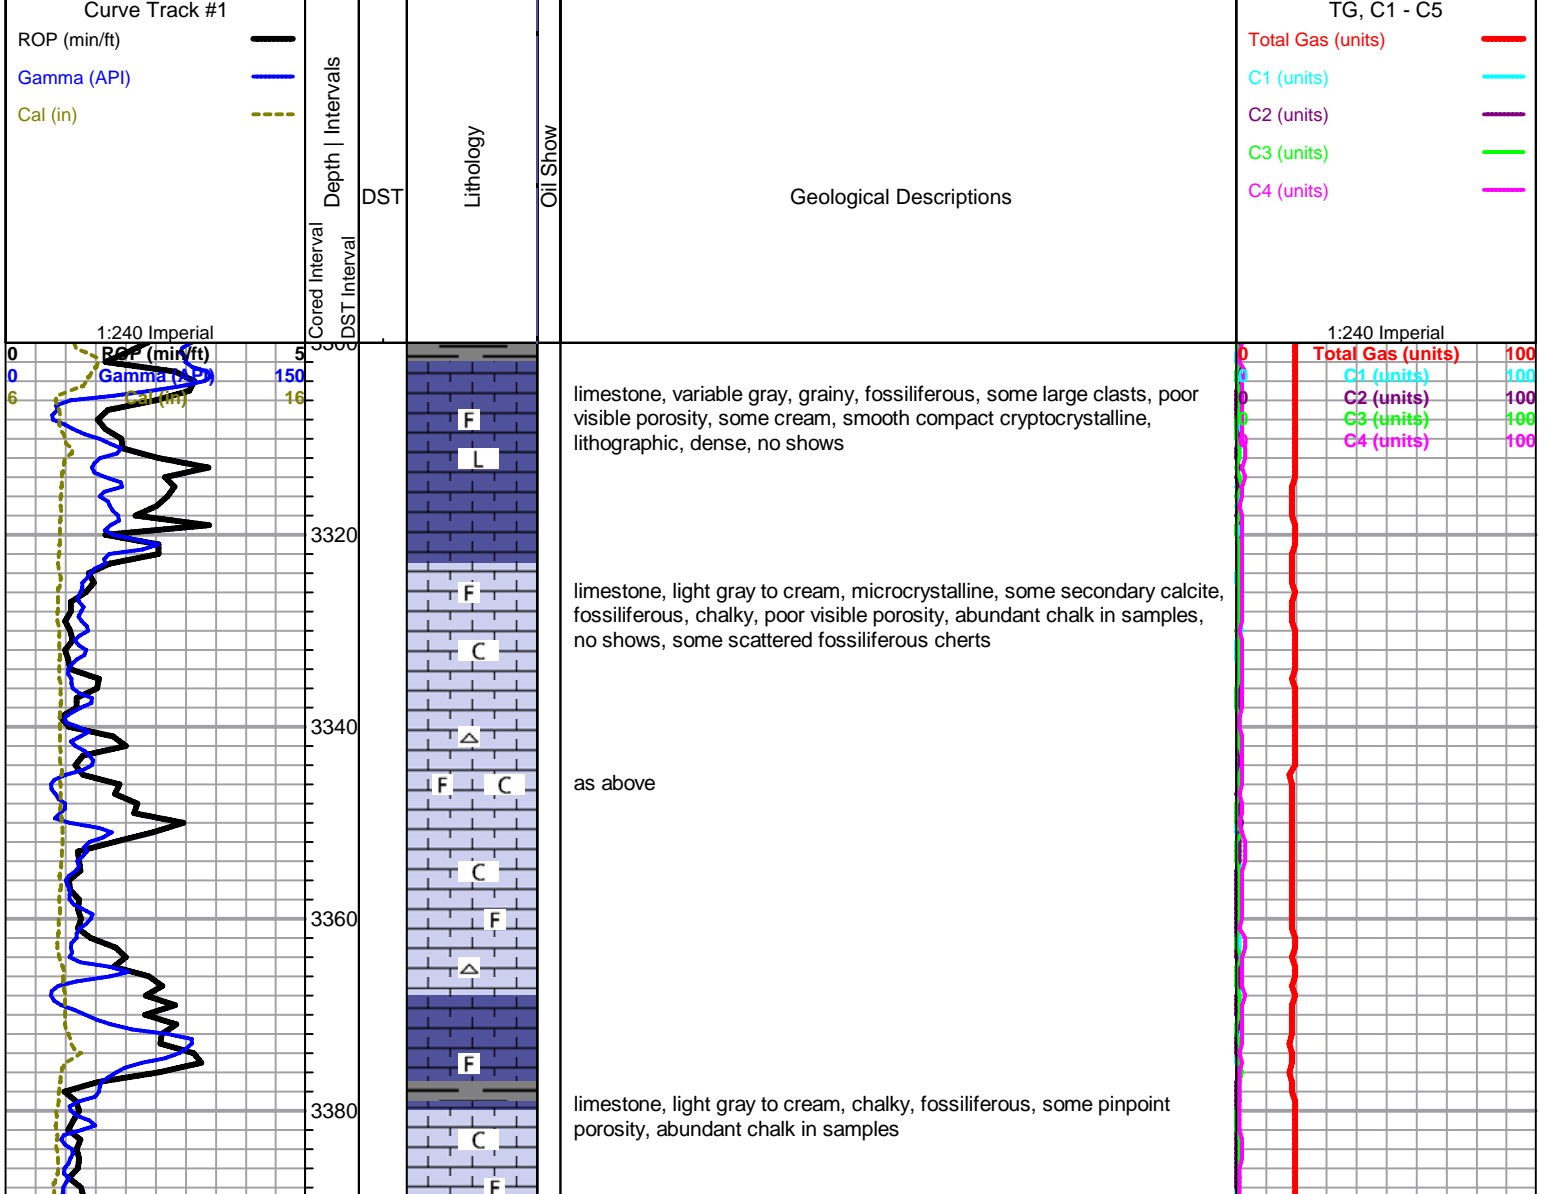 Curve Track #1
ROP (min/ft)
Gamma (API)
Cal (in)
1:240 Imperial
Cored Interval
Depth | Intervals
DST Interval
DST
Lithology
Oil Show
Geological Descriptions
TG, C1 - C5
Total Gas (units)
C1 (units)
C2 (units)
C3 (units)
C4 (units)
1:240 Imperial
0 ROP (min/ft) 5
0 Gamma (API) 150
6 Cal (in) 16
3300
0 Total Gas (units) 100
0 C1 (units) 100
0 C2 (units) 100
0 C3 (units) 100
0 C4 (units) 100
limestone, variable gray, grainy, fossiliferous, some large clasts, poor
visible porosity, some cream, smooth compact cryptocrystalline,
lithographic, dense, no shows
F
L
3320
limestone, light gray to cream, microcrystalline, some secondary calcite,
fossiliferous, chalky, poor visible porosity, abundant chalk in samples,
no shows, some scattered fossiliferous cherts
F
C
3340
F C
as above
C
3360
F
F
3380
limestone, light gray to cream, chalky, fossiliferous, some pinpoint
porosity, abundant chalk in samples
C
F